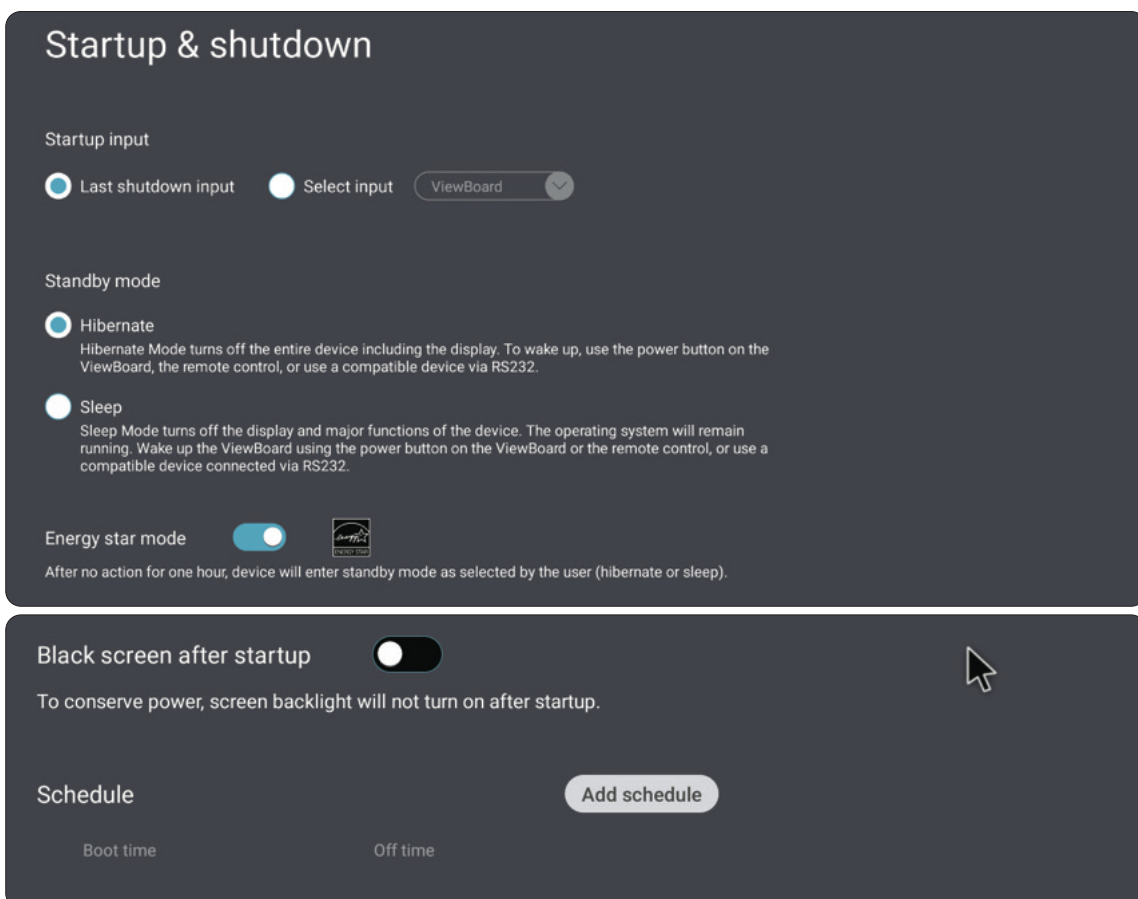 Startup & shutdown
Startup input
Last shutdown input Select input ViewBoard
Standby mode
Hibernate
Hibernate Mode turns off the entire device including the display. To wake up, use the power button on the
ViewBoard, the remote control, or use a compatible device via RS232.
Sleep
Sleep Mode turns off the display and major functions of the device. The operating system will remain
running. Wake up the ViewBoard using the power button on the ViewBoard or the remote control, or use a
compatible device connected via RS232.
Energy star mode
ENERGY STAR
After no action for one hour, device will enter standby mode as selected by the user (hibernate or sleep).
Black screen after startup
To conserve power, screen backlight will not turn on after startup.
Schedule Add schedule
Boot time Off time